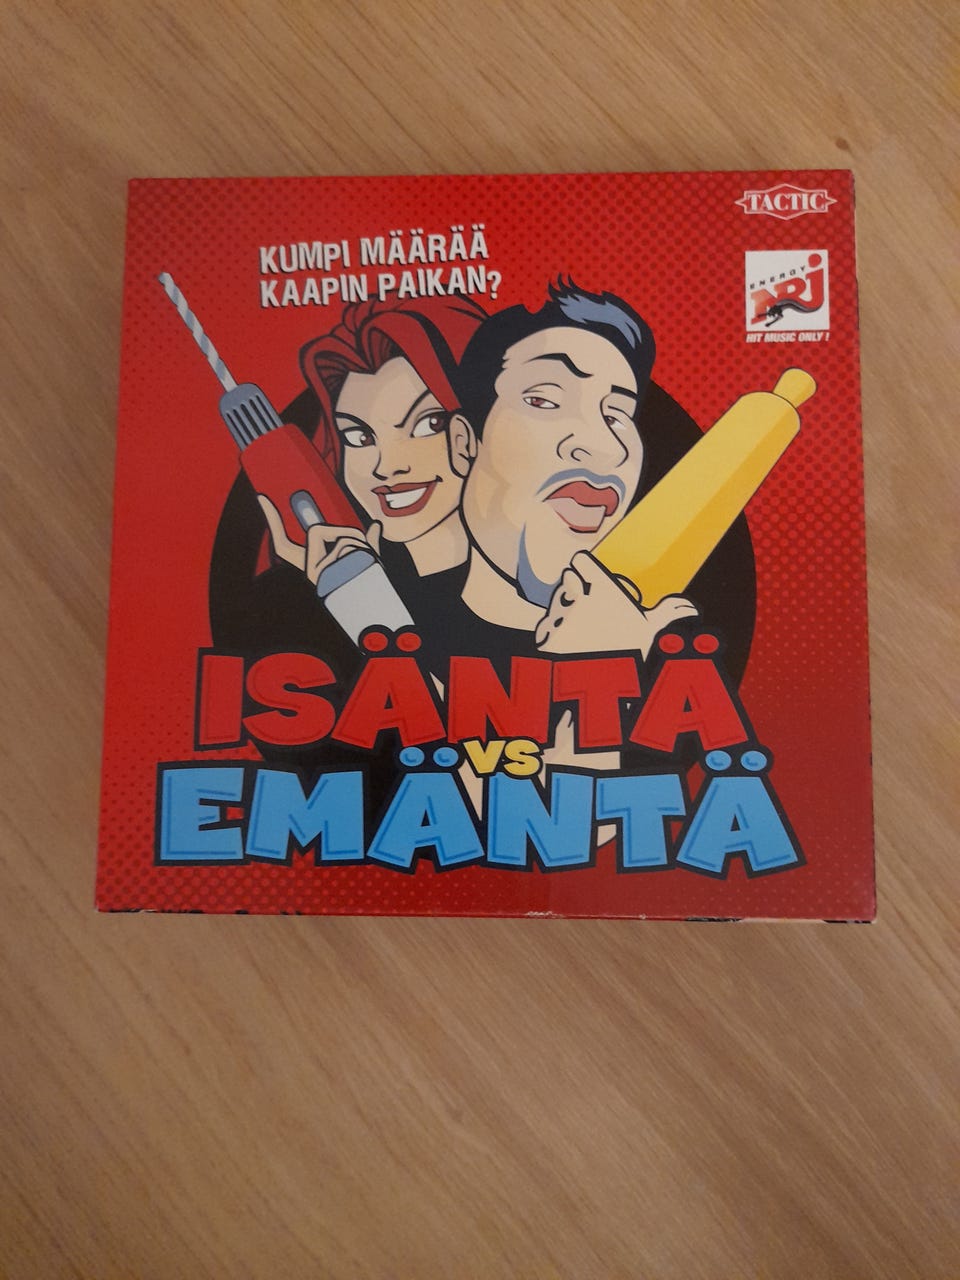 TACTIC
KUMPI MÄÄRÄÄ
KAAPIN PAIKAN?
ENERGY
NRJ
HIT MUSIC ONLY!
ISÄNTÄ
VS
EMÄNTÄ